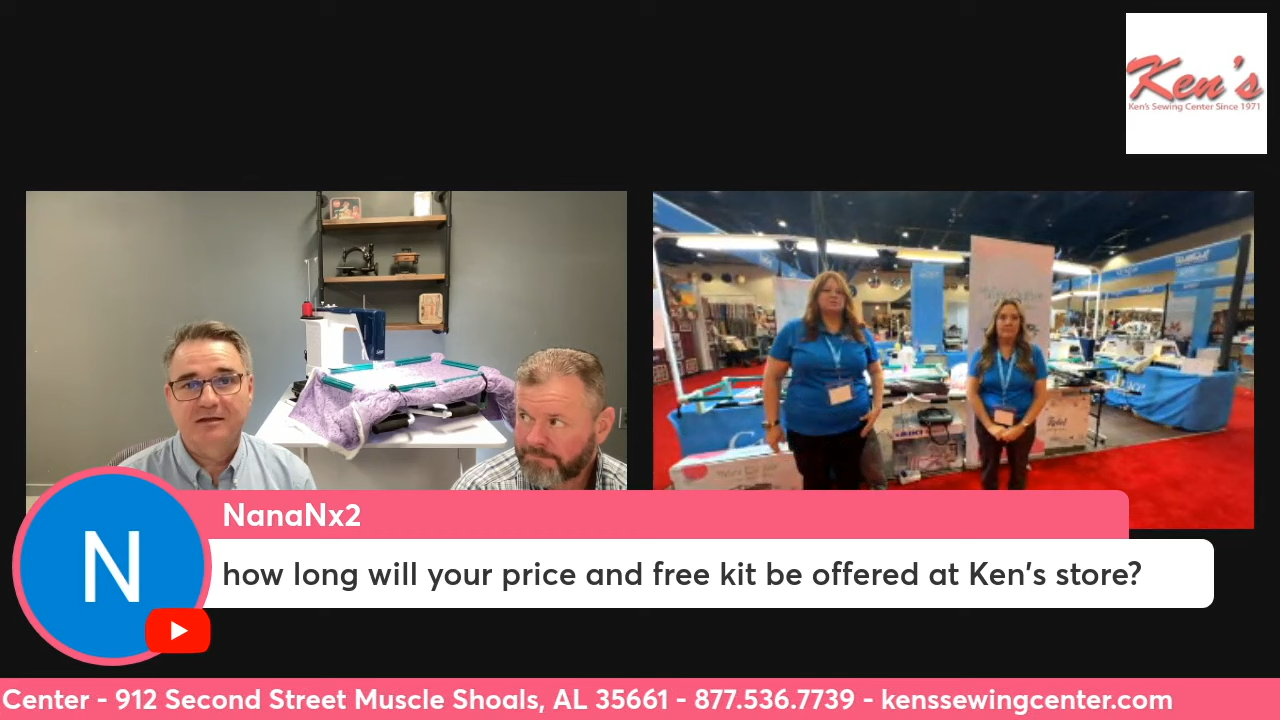 Ken's
Ken's Sewing Center Since 1971
N
NanaNx2
how long will your price and free kit be offered at Ken's store?
Center - 912 Second Street Muscle Shoals, AL 35661 - 877.536.7739 - kenssewingcenter.com